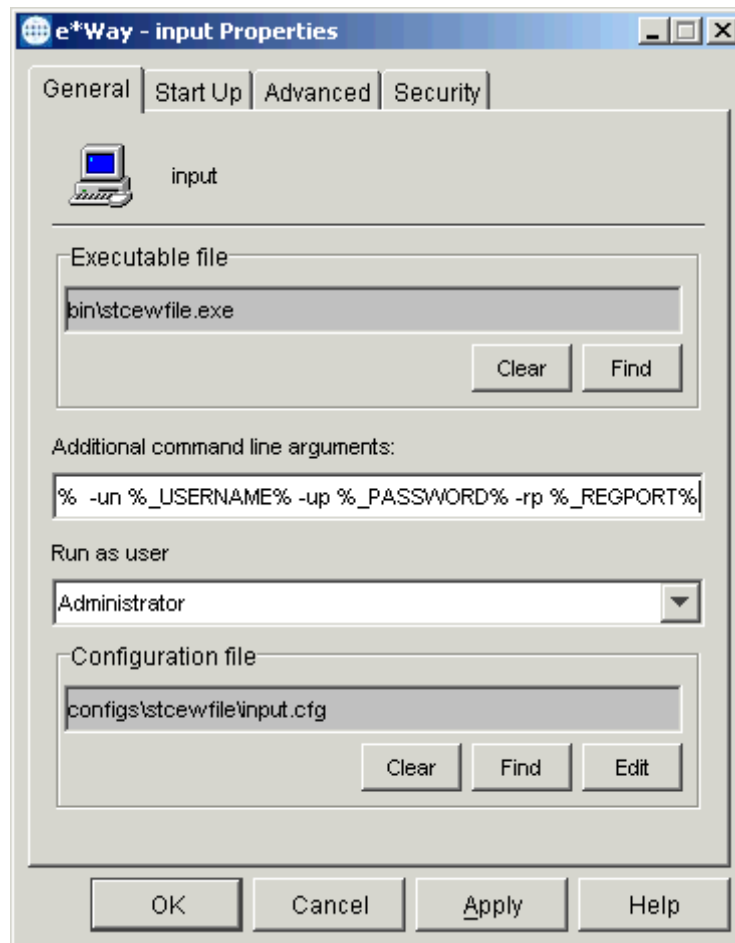 e*Way - input Properties
General Start Up Advanced Security
input
Executable file
bin\stcewfile.exe
Clear Find
Additional command line arguments:
% -un %_USERNAME% -up %_PASSWORD% -rp %_REGPORT%
Run as user
Administrator
Configuration file
configs\stcewfile\input.cfg
Clear Find Edit
OK Cancel Apply Help